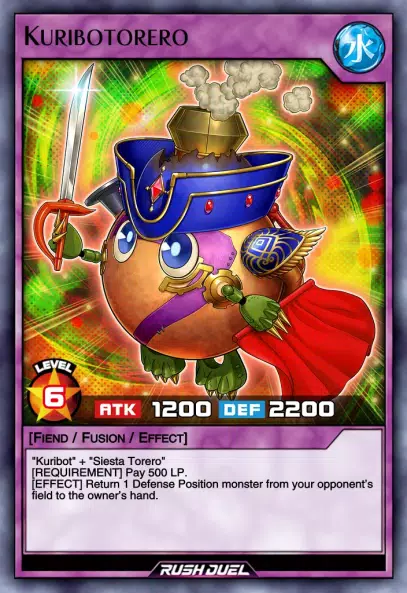 Kuribotorero
水
LEVEL
6
ATK 1200 DEF 2200
[Fiend / Fusion / Effect]
"Kuribot" + "Siesta Torero"
[REQUIREMENT] Pay 500 LP.
[EFFECT] Return 1 Defense Position monster from your opponent's
field to the owner's hand.
RUSH DUEL